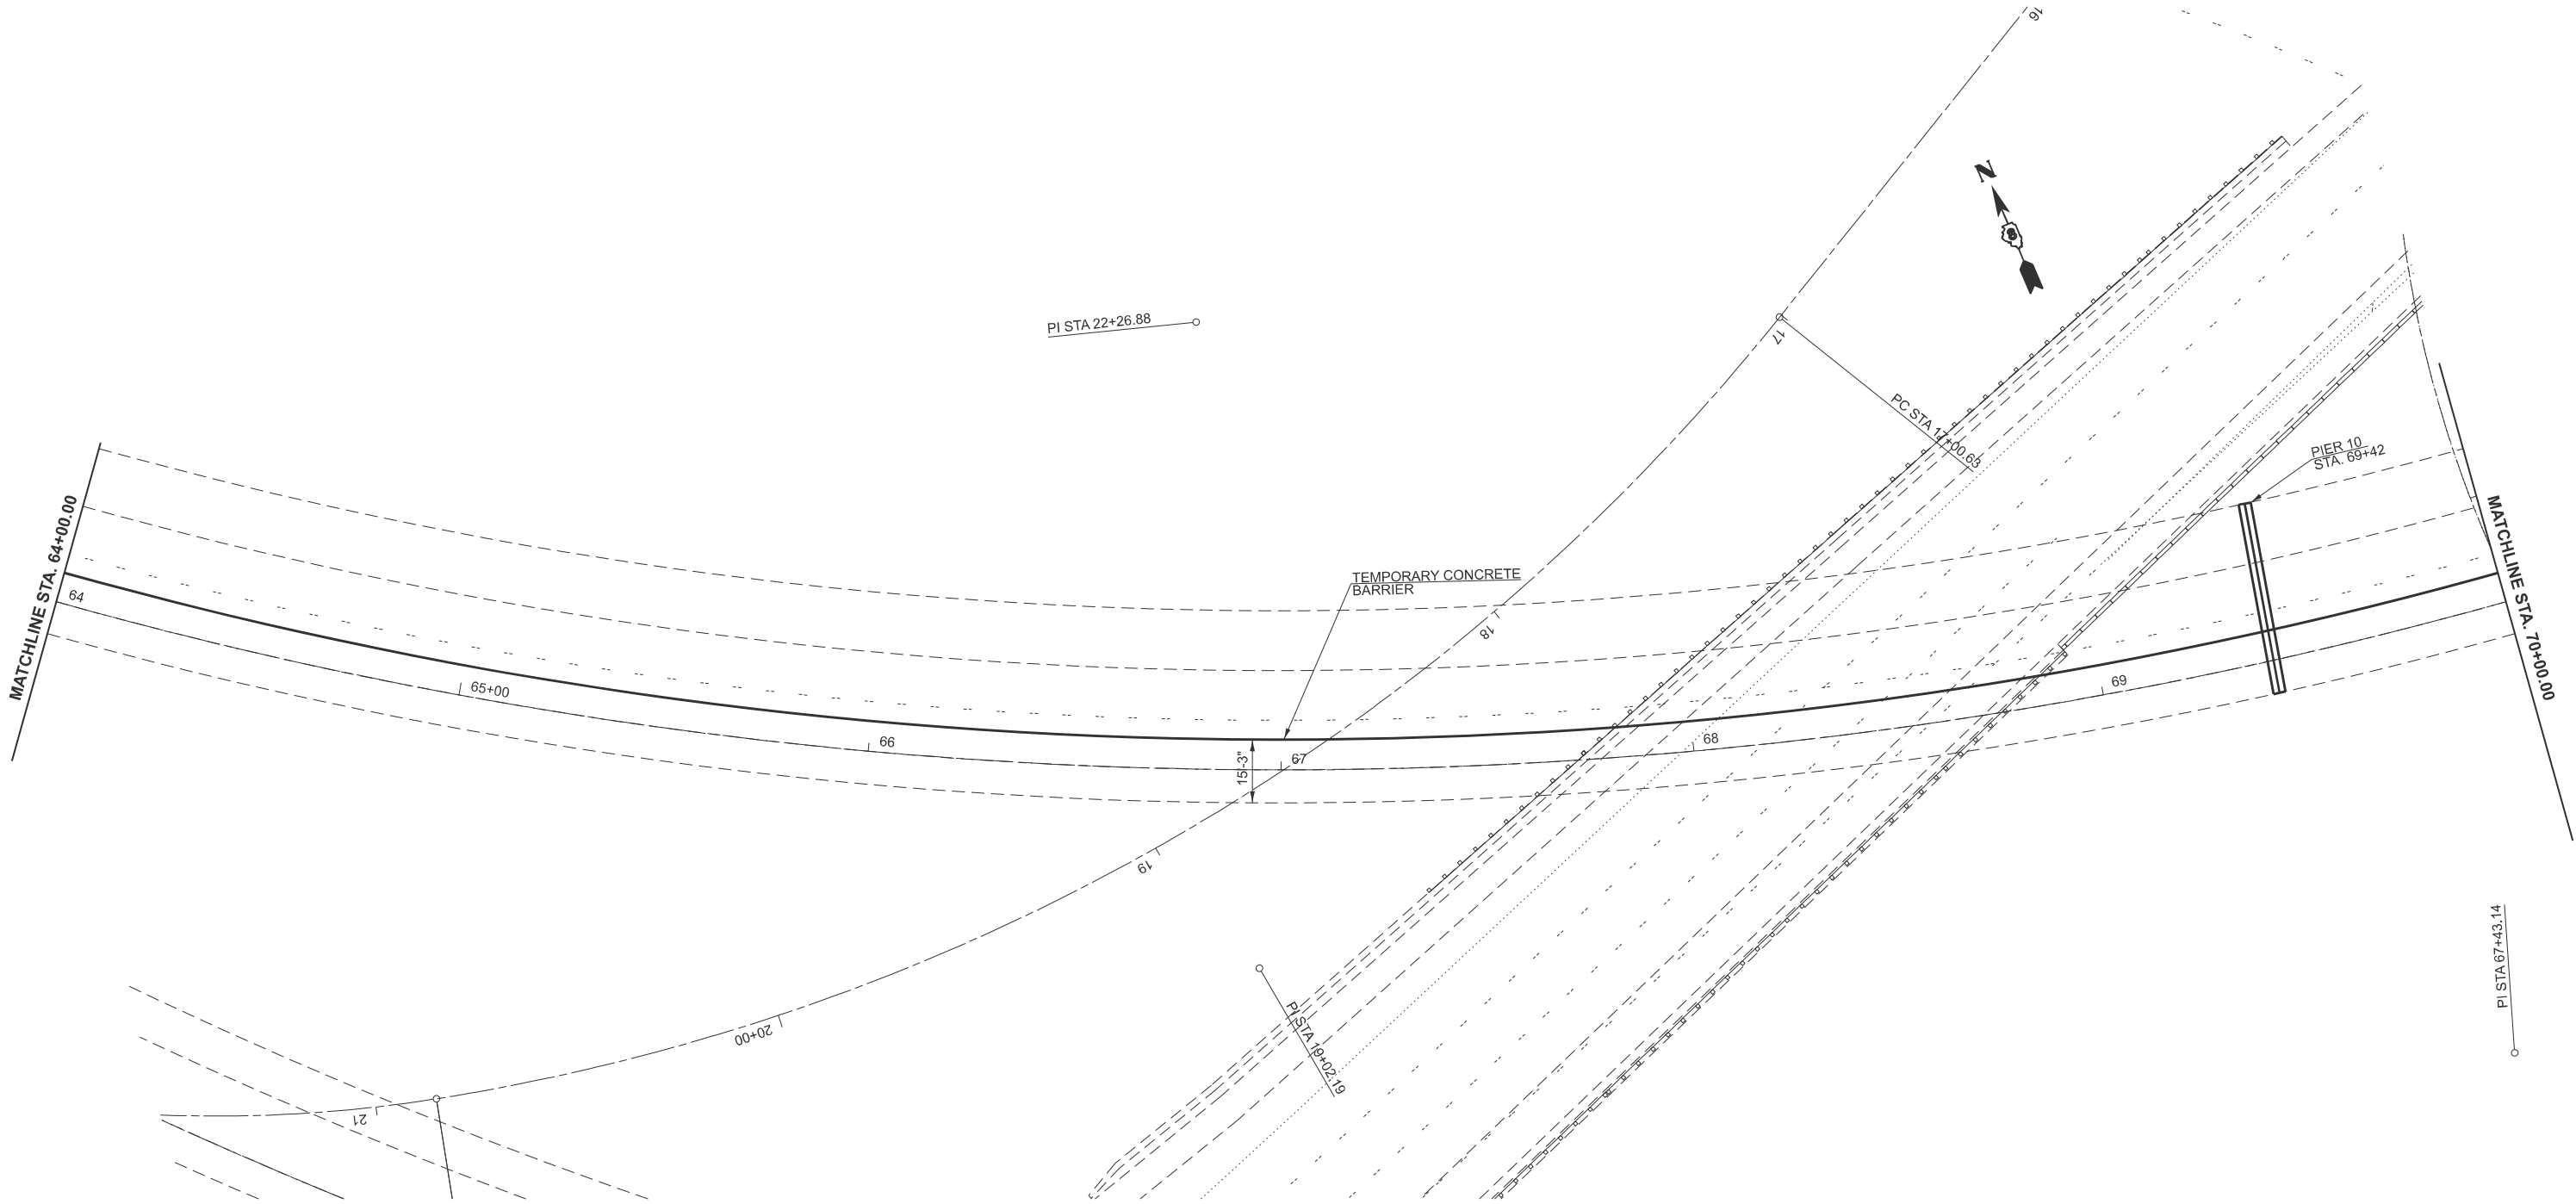 16
N
8
PI STA 22+26.88
17
PC STA 17+00.63
PIER 10
STA. 69+42
MATCHLINE STA. 64+00.00
MATCHLINE STA. 70+00.00
TEMPORARY CONCRETE
BARRIER
64
18
65+00
69
66
68
67
15'-3"
19
PI STA 67+43.14
20+00
PI STA 19+02.19
21